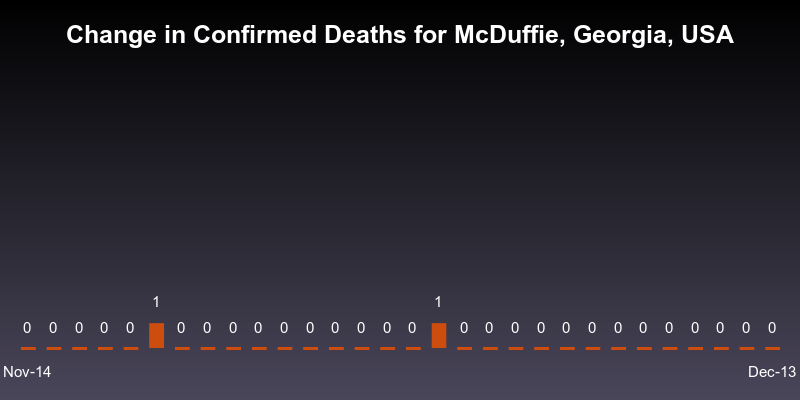 Change in Confirmed Deaths for McDuffie, Georgia, USA
1 1
0 0 0 0 0 0 0 0 0 0 0 0 0 0 0 0 0 0 0 0 0 0 0 0 0 0 0 0
Nov-14 Dec-13